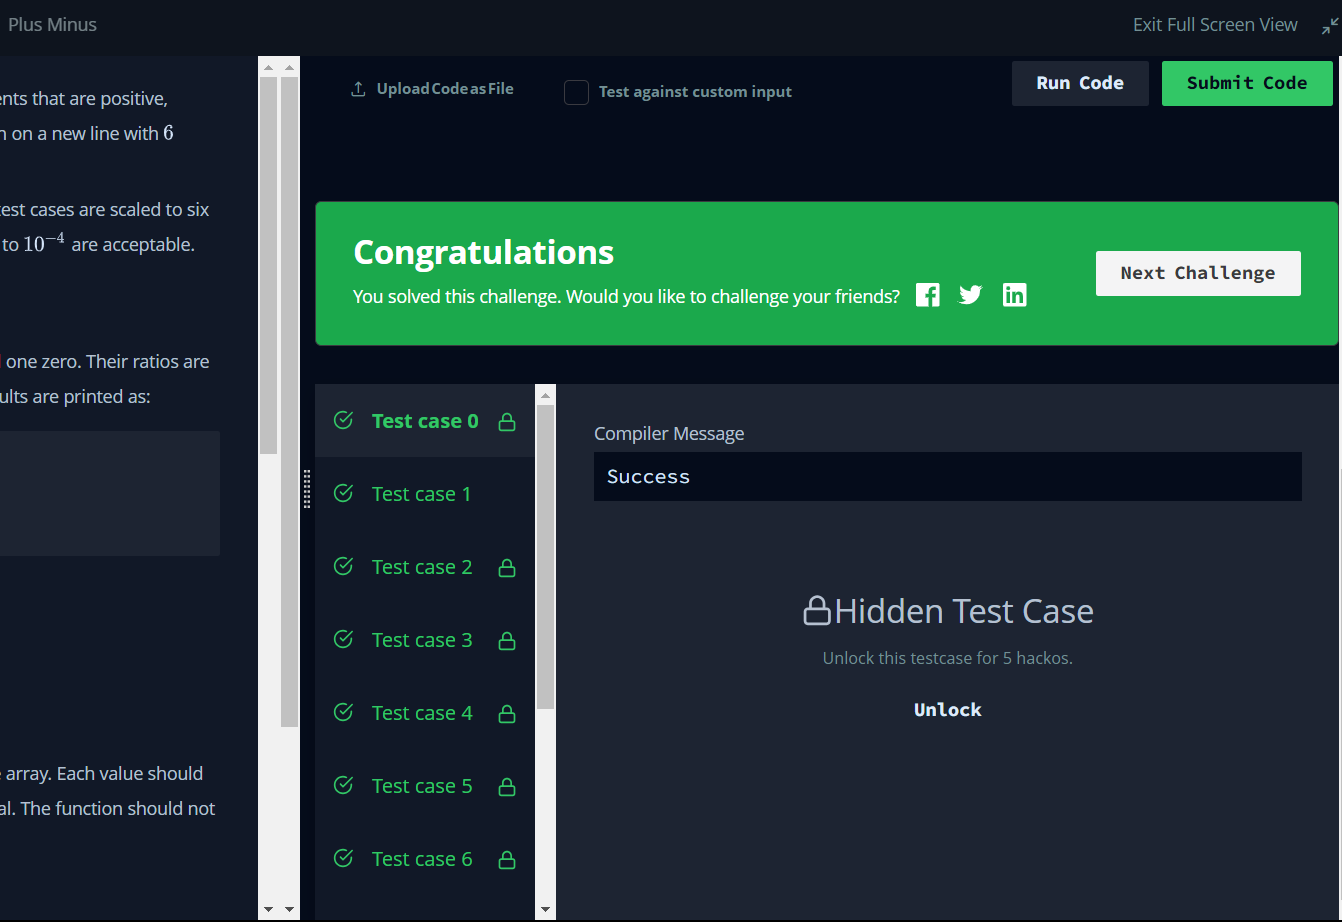 Plus Minus
Exit Full Screen View
nts that are positive,
on a new line with 6
est cases are scaled to six
to 10⁻⁴ are acceptable.
one zero. Their ratios are
ults are printed as:
array. Each value should
al. The function should not
Upload Code as File
Test against custom input
Run Code
Submit Code
Congratulations
You solved this challenge. Would you like to challenge your friends?
Next Challenge
Test case 0
Test case 1
Test case 2
Test case 3
Test case 4
Test case 5
Test case 6
Compiler Message
Success
Hidden Test Case
Unlock this testcase for 5 hackos.
Unlock